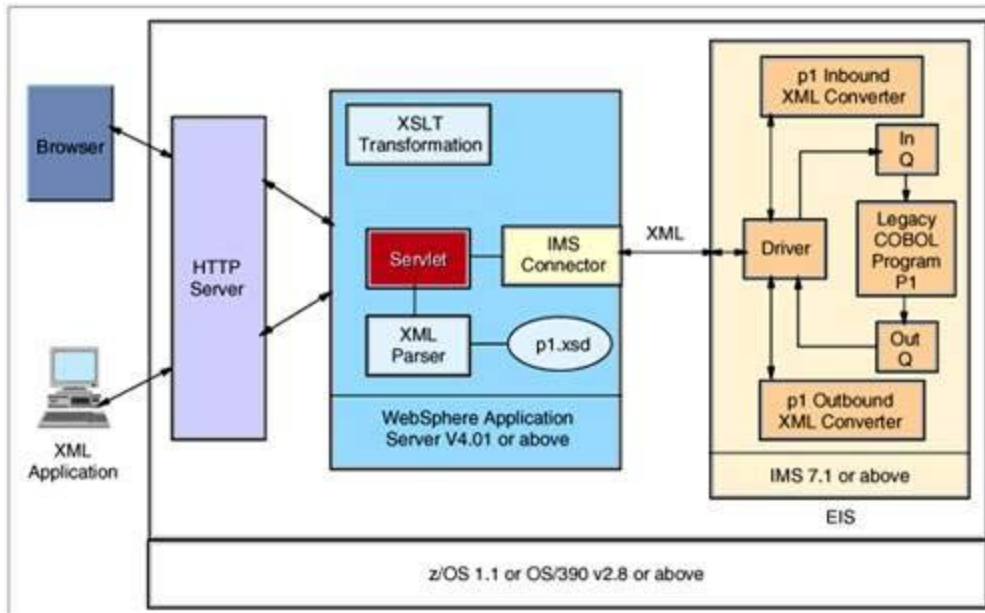 Browser
XML
Application
HTTP
Server
XSLT
Transformation
Servlet
IMS
Connector
XML
Parser
p1.xsd
WebSphere Application
Server V4.01 or above
XML
p1 Inbound
XML Converter
In
Q
Driver
Legacy
COBOL
Program
P1
Out
Q
p1 Outbound
XML Converter
IMS 7.1 or above
EIS
z/OS 1.1 or OS/390 v2.8 or above